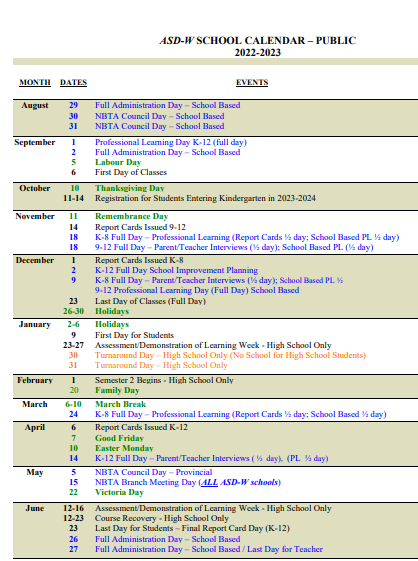 ASD-W SCHOOL CALENDAR – PUBLIC
2022-2023
MONTH DATES EVENTS
August 29 Full Administration Day – School Based
30 NBTA Council Day – School Based
31 NBTA Council Day – School Based
September 1 Professional Learning Day K-12 (full day)
2 Full Administration Day – School Based
5 Labour Day
6 First Day of Classes
October 10 Thanksgiving Day
11-14 Registration for Students Entering Kindergarten in 2023-2024
November 11 Remembrance Day
14 Report Cards Issued 9-12
18 K-8 Full Day – Professional Learning (Report Cards ½ day; School Based PL ½ day)
18 9-12 Full Day – Parent/Teacher Interviews (½ day); School Based PL (½ day)
December 1 Report Cards Issued K-8
2 K-12 Full Day School Improvement Planning
9 K-8 Full Day – Parent/Teacher Interviews (½ day); School Based PL ½
9-12 Professional Learning Day (Full Day) School Based
23 Last Day of Classes (Full Day)
26-30 Holidays
January 2-6 Holidays
9 First Day for Students
23-27 Assessment/Demonstration of Learning Week - High School Only
30 Turnaround Day – High School Only (No School for High School Students)
31 Turnaround Day – High School Only
February 1 Semester 2 Begins - High School Only
20 Family Day
March 6-10 March Break
24 K-8 Full Day – Professional Learning (Report Cards ½ day; School Based ½ day)
April 6 Report Cards Issued K-12
7 Good Friday
10 Easter Monday
14 K-12 Full Day – Parent/Teacher Interviews ( ½ day), (PL ½ day)
May 5 NBTA Council Day – Provincial
15 NBTA Branch Meeting Day (ALL ASD-W schools)
22 Victoria Day
June 12-16 Assessment/Demonstration of Learning Week - High School Only
12-23 Course Recovery - High School Only
23 Last Day for Students – Final Report Card Day (K-12)
26 Full Administration Day – School Based
27 Full Administration Day – School Based / Last Day for Teacher